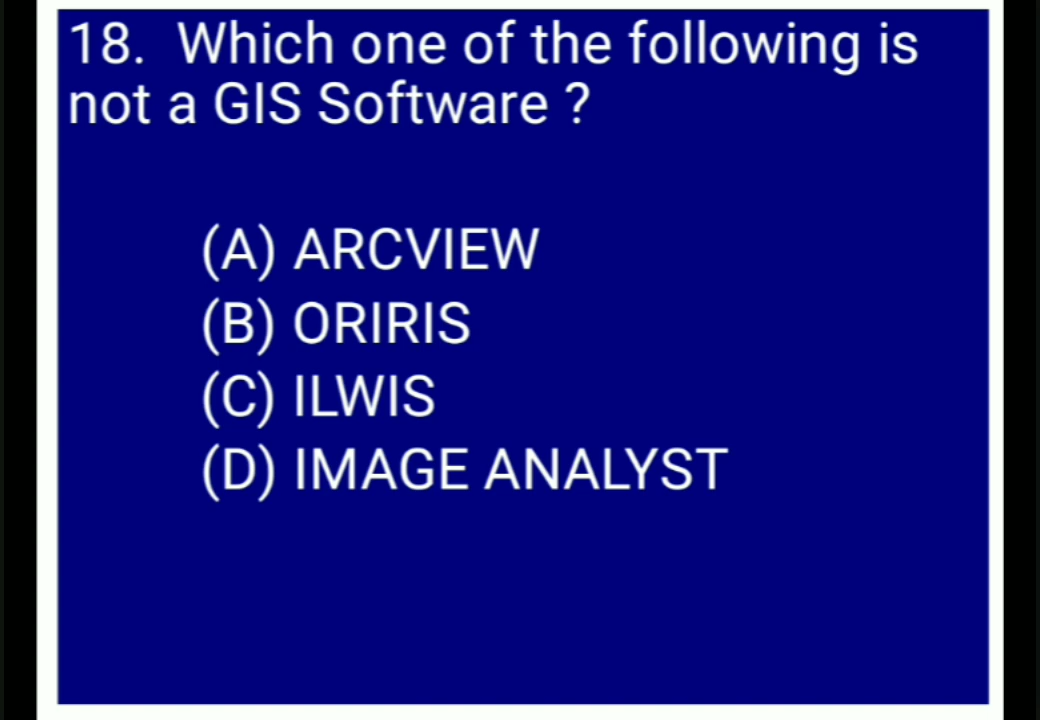 18. Which one of the following is
not a GIS Software ?
(A) ARCVIEW
(B) ORIRIS
(C) ILWIS
(D) IMAGE ANALYST